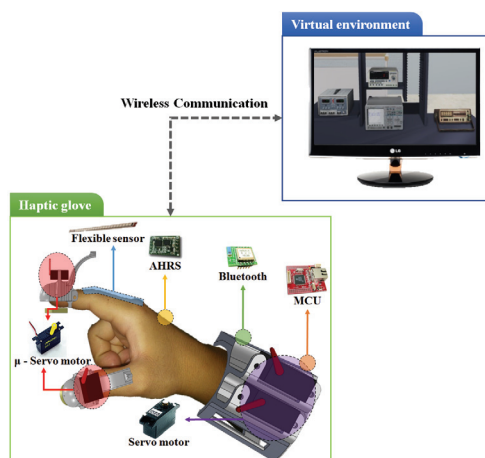 Virtual environment
Wireless Communication
LG
Haptic glove
Flexible sensor
AHRS
Bluetooth
MCU
μ - Servo motor
Servo motor